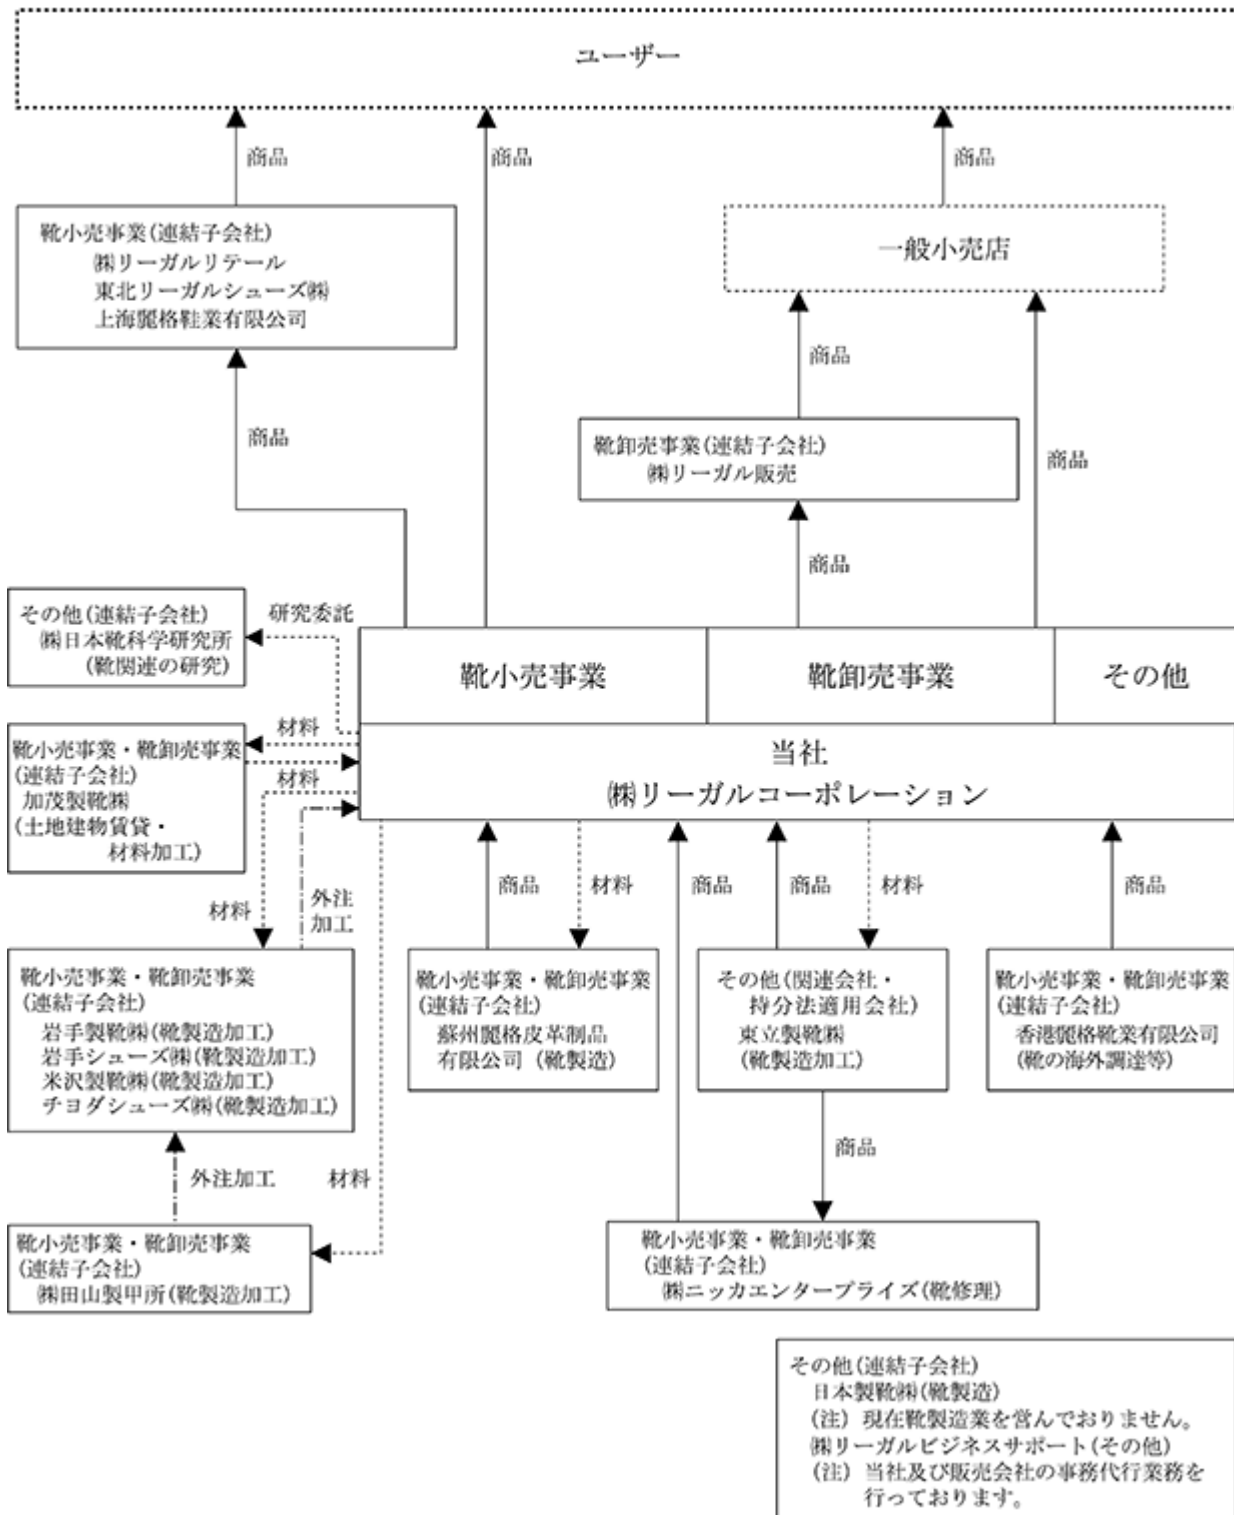 ユーザー
商品
商品
商品
靴小売事業(連結子会社)
㈱リーガルリテール
東北リーガルシューズ㈱
上海麗格鞋業有限公司
一般小売店
商品
商品
商品
靴卸売事業(連結子会社)
㈱リーガル販売
商品
その他(連結子会社)
㈱日本靴科学研究所
(靴関連の研究)
研究委託
靴小売事業
靴卸売事業
その他
当社
㈱リーガルコーポレーション
材料
材料
靴小売事業・靴卸売事業
(連結子会社)
加茂製靴㈱
(土地建物賃貸・
材料加工)
材料
外注
加工
商品
材料
商品
商品
材料
商品
靴小売事業・靴卸売事業
(連結子会社)
岩手製靴㈱(靴製造加工)
岩手シューズ㈱(靴製造加工)
米沢製靴㈱(靴製造加工)
チヨダシューズ㈱(靴製造加工)
靴小売事業・靴卸売事業
(連結子会社)
蘇州麗格皮革制品
有限公司（靴製造）
その他(関連会社・
持分法適用会社)
東立製靴㈱
(靴製造加工)
靴小売事業・靴卸売事業
(連結子会社)
香港麗格靴業有限公司
(靴の海外調達等)
外注加工
材料
商品
靴小売事業・靴卸売事業
(連結子会社)
㈱田山製甲所(靴製造加工)
靴小売事業・靴卸売事業
(連結子会社)
㈱ニッカエンタープライズ(靴修理)
その他(連結子会社)
日本製靴㈱(靴製造)
(注) 現在靴製造業を営んでおりません。
㈱リーガルビジネスサポート(その他)
(注) 当社及び販売会社の事務代行業務を
行っております。